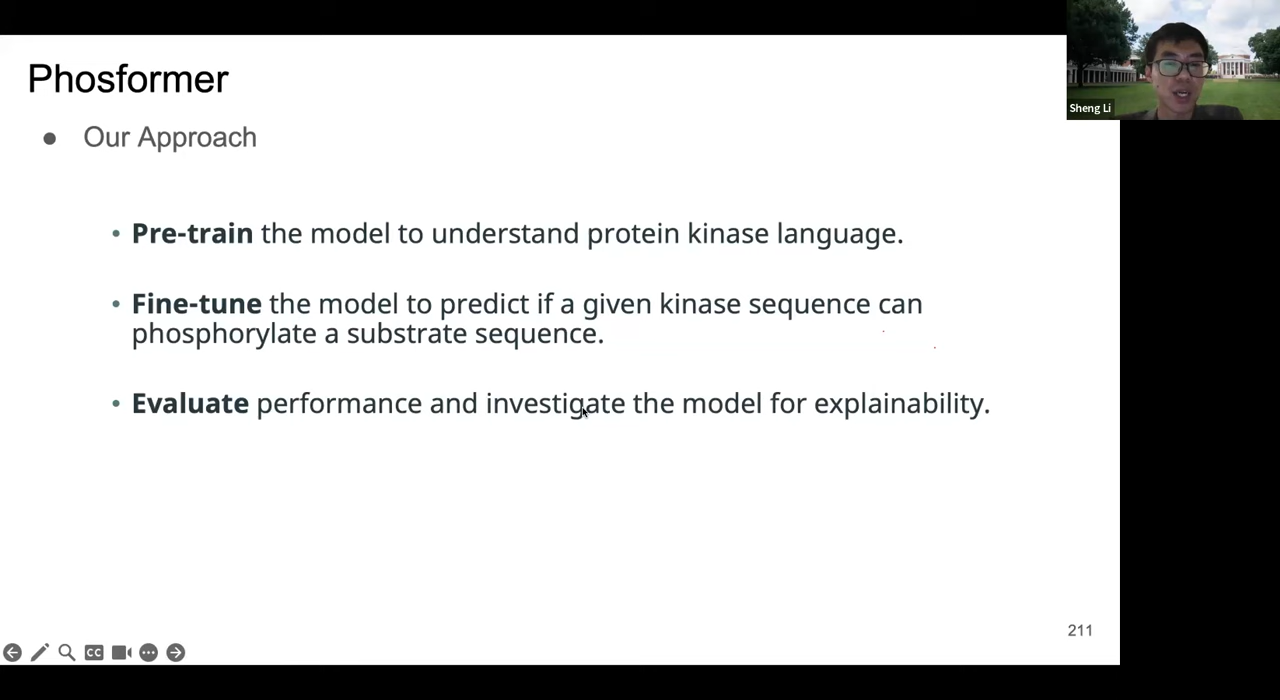 Phosformer
Sheng Li
● Our Approach
• Pre-train the model to understand protein kinase language.
• Fine-tune the model to predict if a given kinase sequence can
phosphorylate a substrate sequence.
• Evaluate performance and investigate the model for explainability.
211
CC